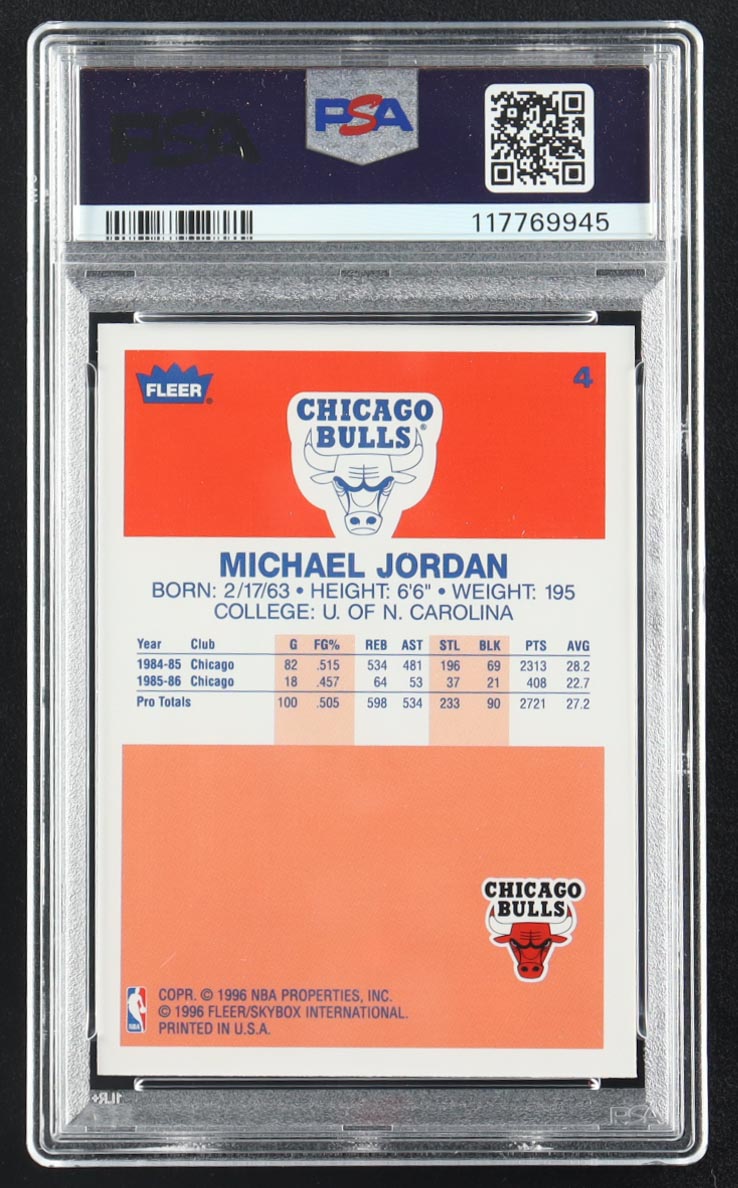 PSA
PSA
117769945
FLEER®
4
CHICAGO
BULLS®
MICHAEL JORDAN
BORN: 2/17/63 • HEIGHT: 6'6" • WEIGHT: 195
COLLEGE: U. OF N. CAROLINA
Year Club G FG% REB AST STL BLK PTS AVG
1984-85 Chicago 82 .515 534 481 196 69 2313 28.2
1985-86 Chicago 18 .457 64 53 37 21 408 22.7
Pro Totals 100 .505 598 534 233 90 2721 27.2
CHICAGO
BULLS
NBA
COPR. © 1996 NBA PROPERTIES, INC.
© 1996 FLEER/SKYBOX INTERNATIONAL.
PRINTED IN U.S.A.
PSA